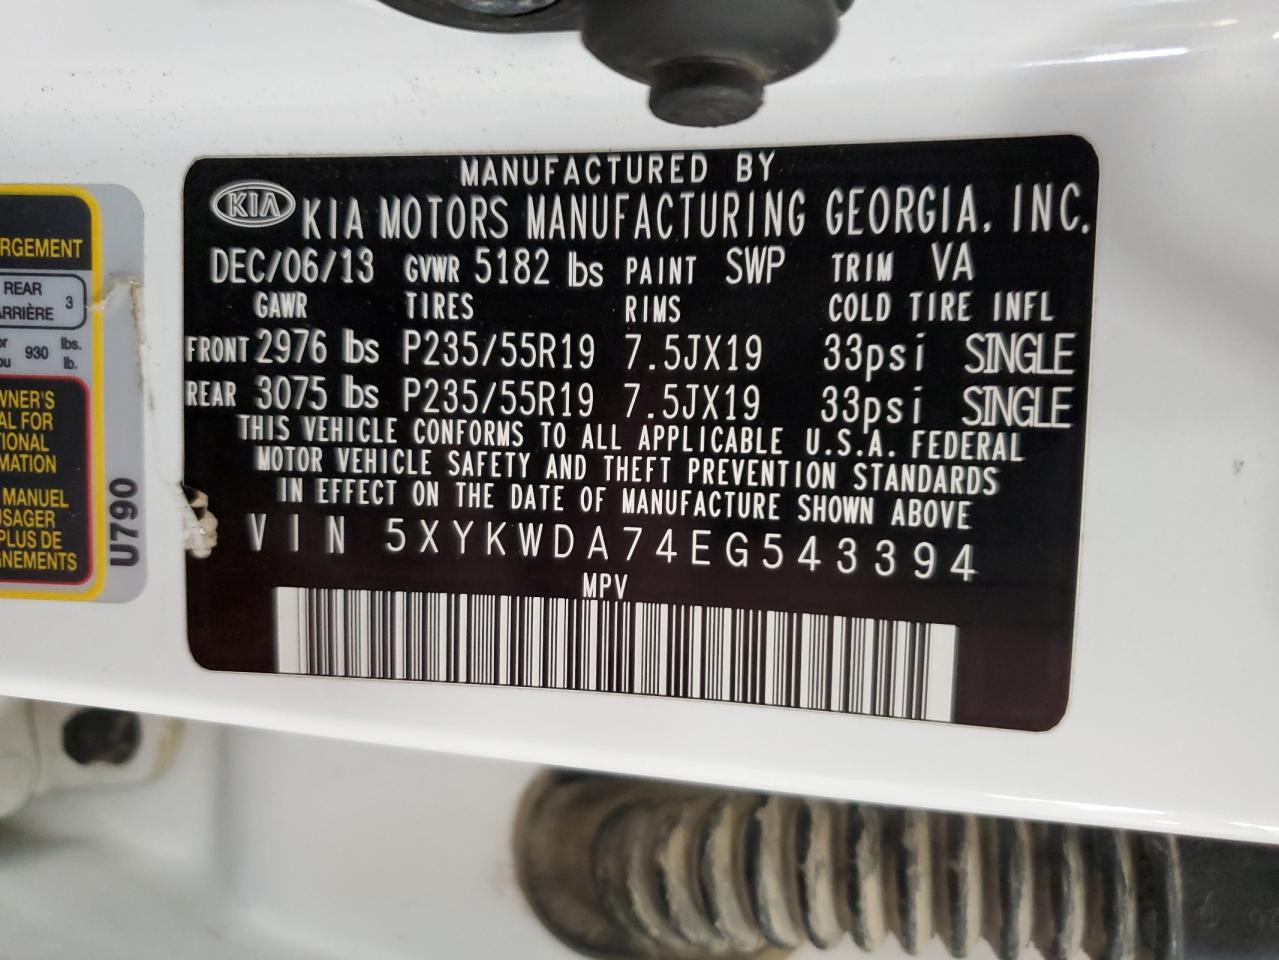 MANUFACTURED BY
KIA KIA MOTORS MANUFACTURING GEORGIA, INC.
DEC/06/13 GVWR 5182 lbs PAINT SWP TRIM VA
GAWR TIRES RIMS COLD TIRE INFL
FRONT 2976 lbs P235/55R19 7.5JX19 33psi SINGLE
REAR 3075 lbs P235/55R19 7.5JX19 33psi SINGLE
THIS VEHICLE CONFORMS TO ALL APPLICABLE U.S.A. FEDERAL
MOTOR VEHICLE SAFETY AND THEFT PREVENTION STANDARDS
IN EFFECT ON THE DATE OF MANUFACTURE SHOWN ABOVE
VIN 5XYKWDA74EG543394
MPV
RGEMENT
REAR
ARRIÈRE 3
or
ou 930 lbs.
lb.
WNER'S
AL FOR
TIONAL
MATION
MANUEL
USAGER
PLUS DE
GNEMENTS
U790